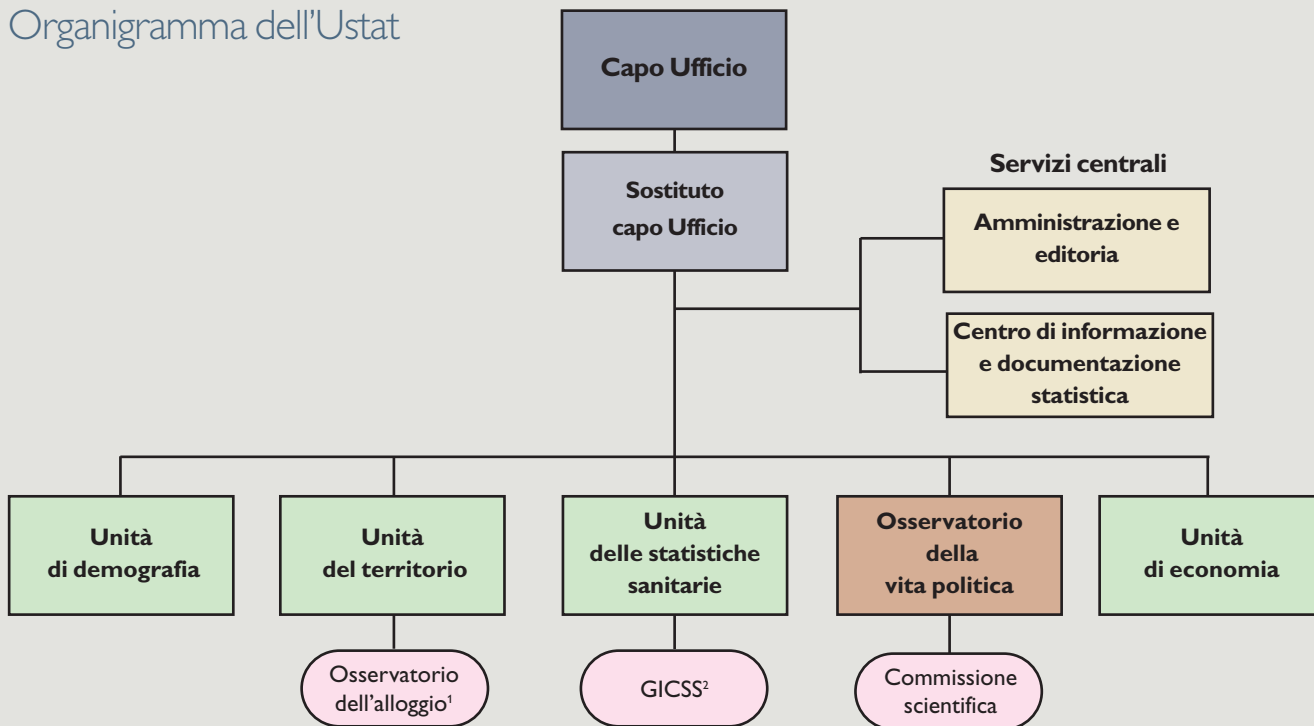 Organigramma dell'Ustat
Capo Ufficio
Sostituto
capo Ufficio
Servizi centrali
Amministrazione e
editoria
Centro di informazione
e documentazione
statistica
Unità
di demografia
Unità
del territorio
Unità
delle statistiche
sanitarie
Osservatorio
della
vita politica
Unità
di economia
Osservatorio
dell'alloggio¹
GICSS²
Commissione
scientifica